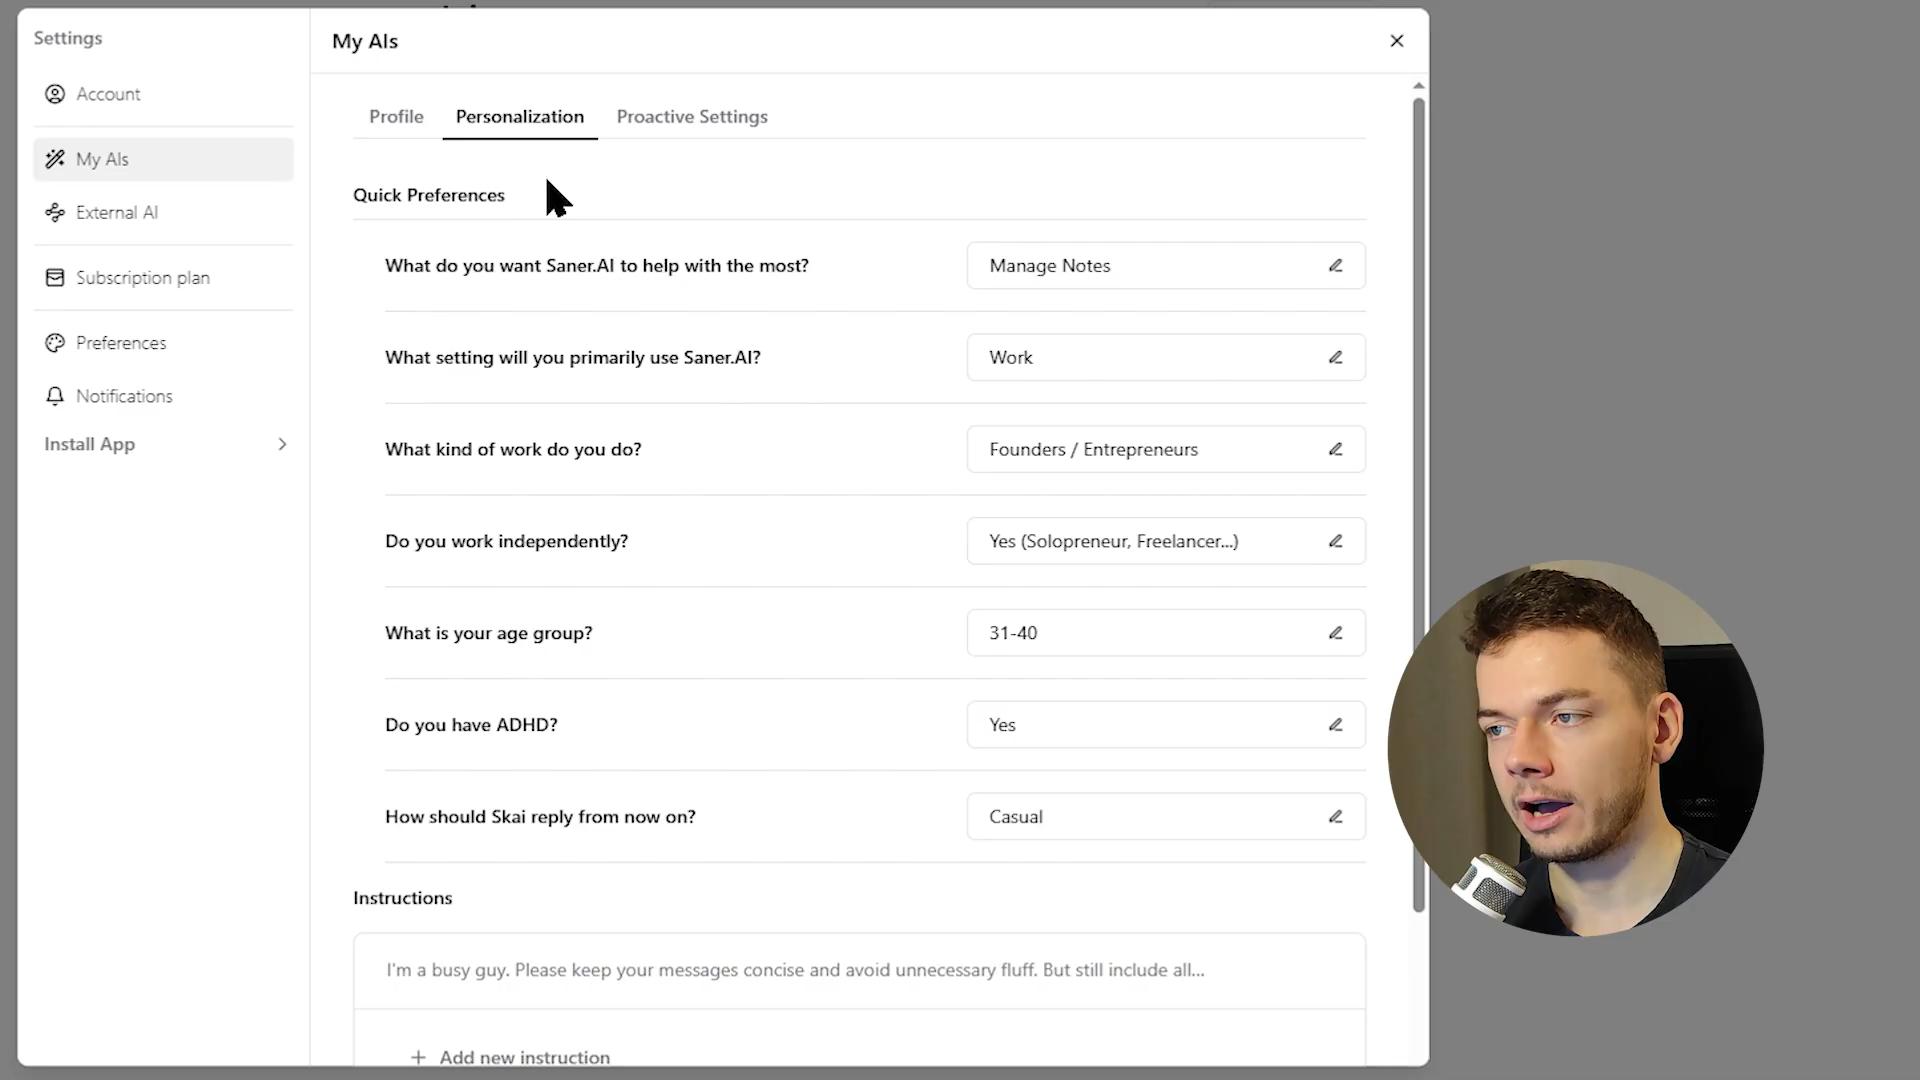 Settings
Account
My AIs
External AI
Subscription plan
Preferences
Notifications
Install App
My AIs
Profile
Personalization
Proactive Settings
Quick Preferences
What do you want Saner.AI to help with the most?
Manage Notes
What setting will you primarily use Saner.AI?
Work
What kind of work do you do?
Founders / Entrepreneurs
Do you work independently?
Yes (Solopreneur, Freelancer...)
What is your age group?
31-40
Do you have ADHD?
Yes
How should Skai reply from now on?
Casual
Instructions
I'm a busy guy. Please keep your messages concise and avoid unnecessary fluff. But still include all...
+ Add new instruction